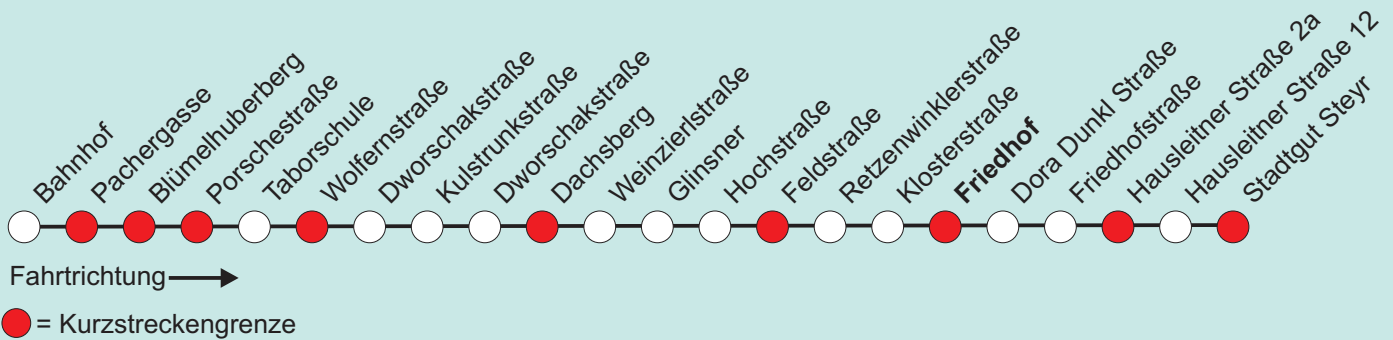 Bahnhof
Pachergasse
Blümelhuberberg
Porschestraße
Taborschule
Wolfernstraße
Dworschakstraße
Kulstrunkstraße
Dworschakstraße
Dachsberg
Weinzierlstraße
Glinsner
Hochstraße
Feldstraße
Retzenwinklerstraße
Klosterstraße
Friedhof
Dora Dunkl Straße
Friedhofstraße
Hausleitner Straße 2a
Hausleitner Straße 12
Stadtgut Steyr
Fahrtrichtung
= Kurzstreckengrenze